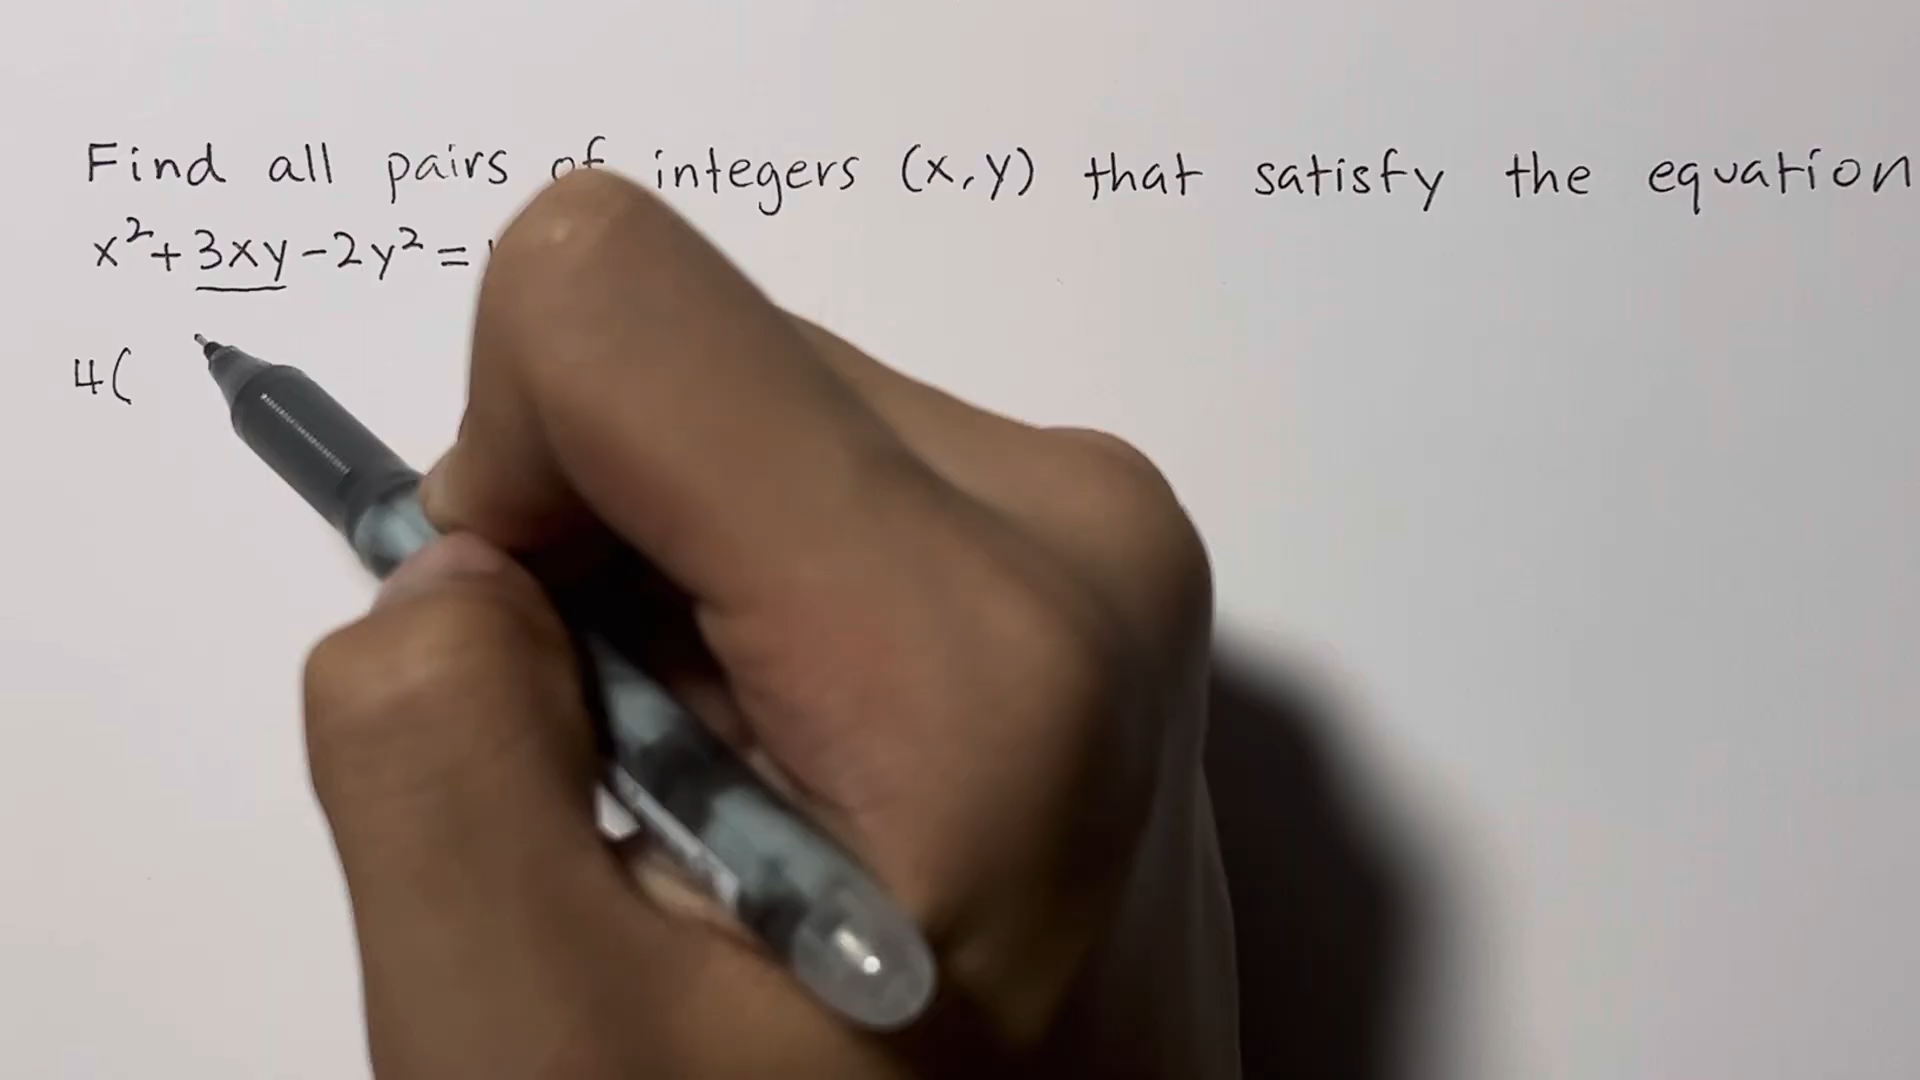 Find all pairs of integers (x,y) that satisfy the equation
x²+3xy-2y²=
4(